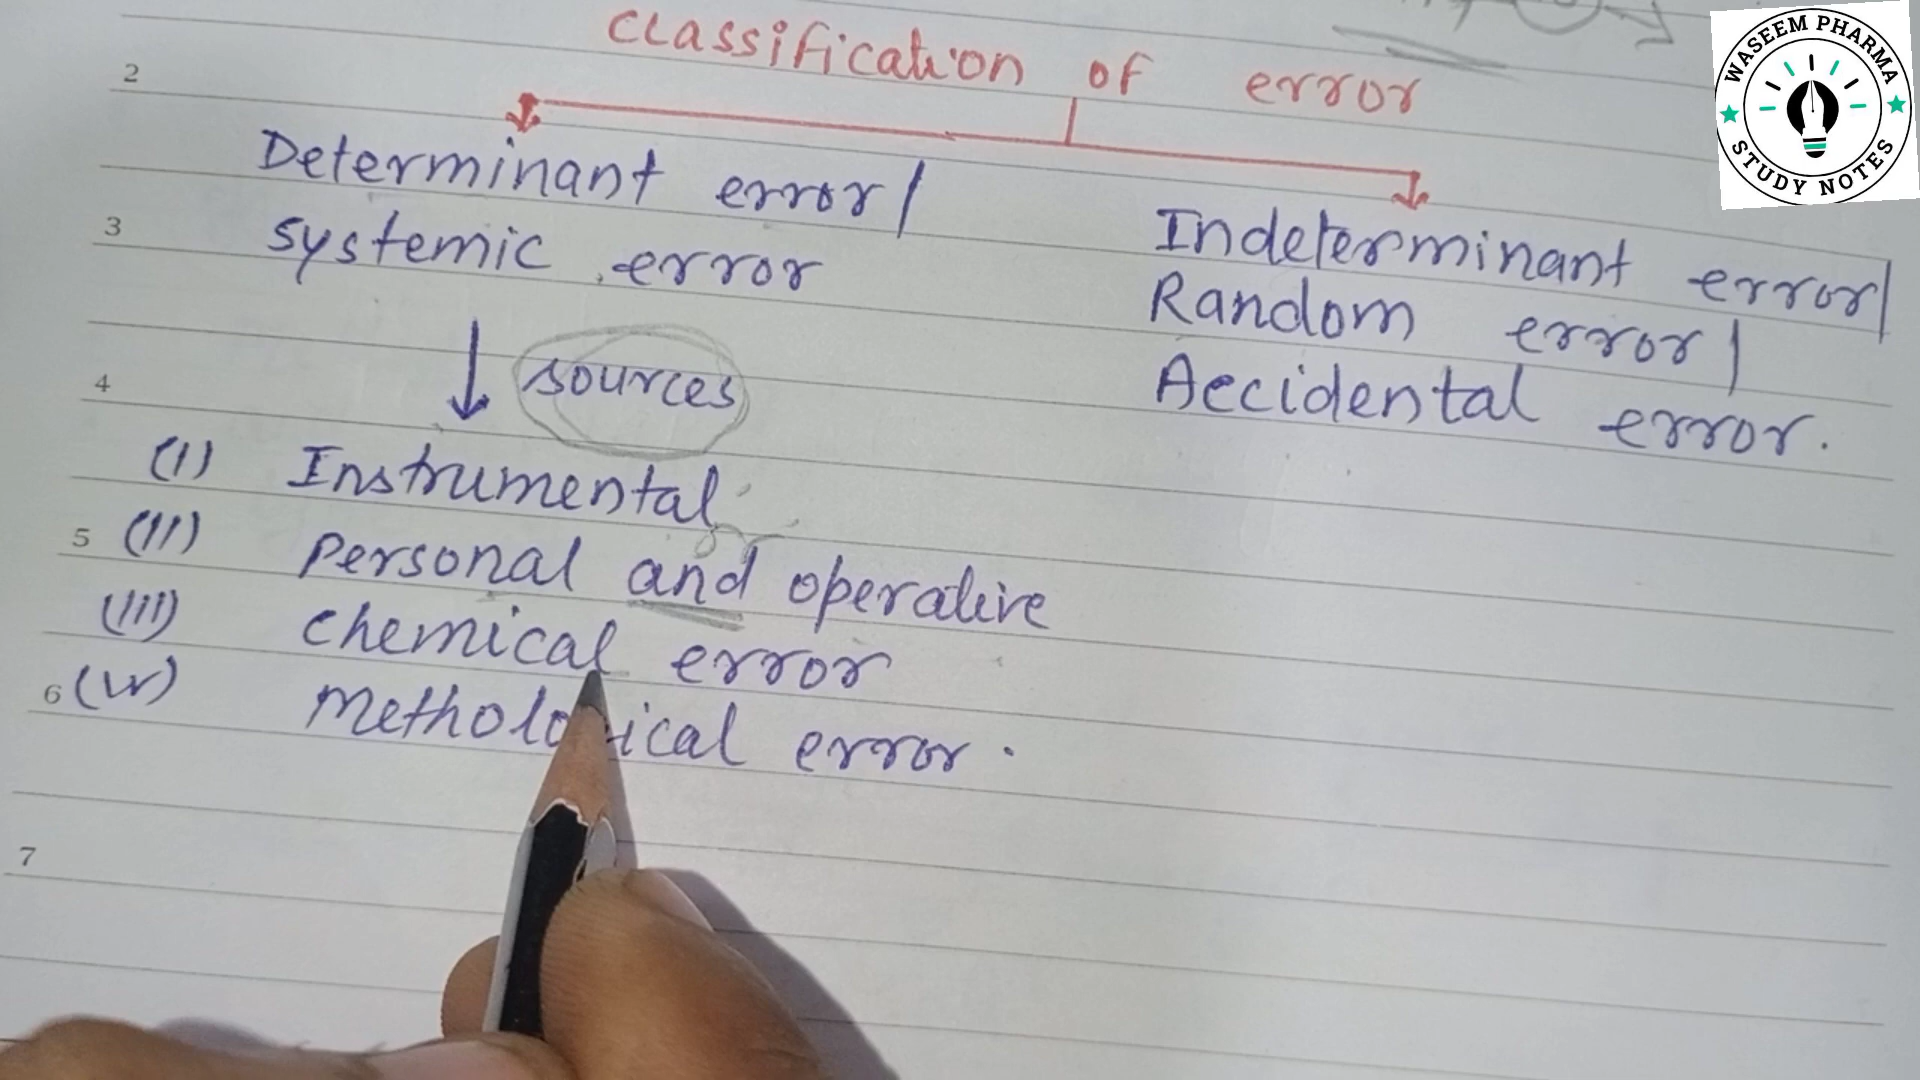 classification of error
Determinant error/
systemic error
Indeterminant error/
Random error/
Accidental error.
sources
(I) Instrumental
(II) Personal and operative
(III) chemical error
(IV) Methological error.
2
3
4
5
6
7
WASEEM PHARMA
STUDY NOTES